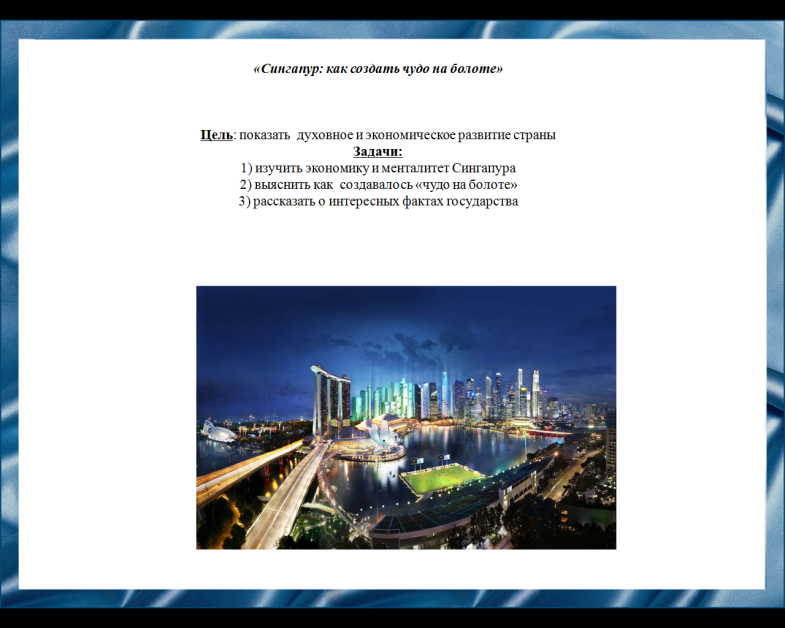 «Сингапур: как создать чудо на болоте»
Цель: показать духовное и экономическое развитие страны
Задачи:
1) изучить экономику и менталитет Сингапура
2) выяснить как создавалось «чудо на болоте»
3) рассказать о интересных фактах государства